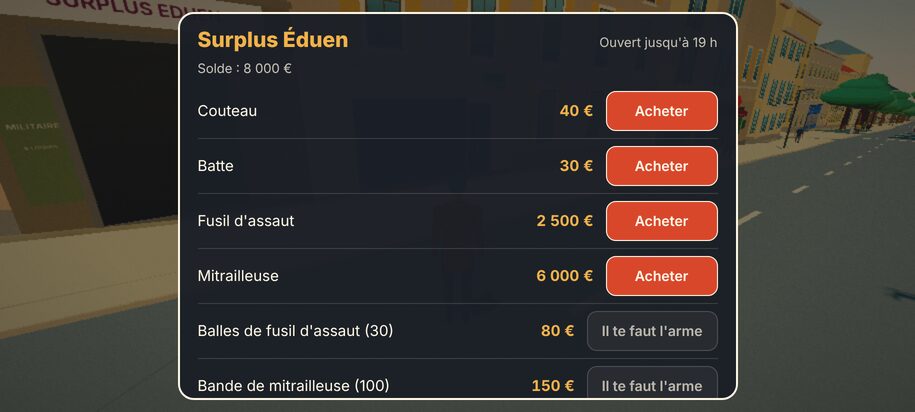 SURPLUS EDUEN
MILITAIRE
Surplus Éduen
Ouvert jusqu'à 19 h
Solde : 8 000 €
Couteau 40 € Acheter
Batte 30 € Acheter
Fusil d'assaut 2 500 € Acheter
Mitrailleuse 6 000 € Acheter
Balles de fusil d'assaut (30) 80 € Il te faut l'arme
Bande de mitrailleuse (100) 150 € Il te faut l'arme